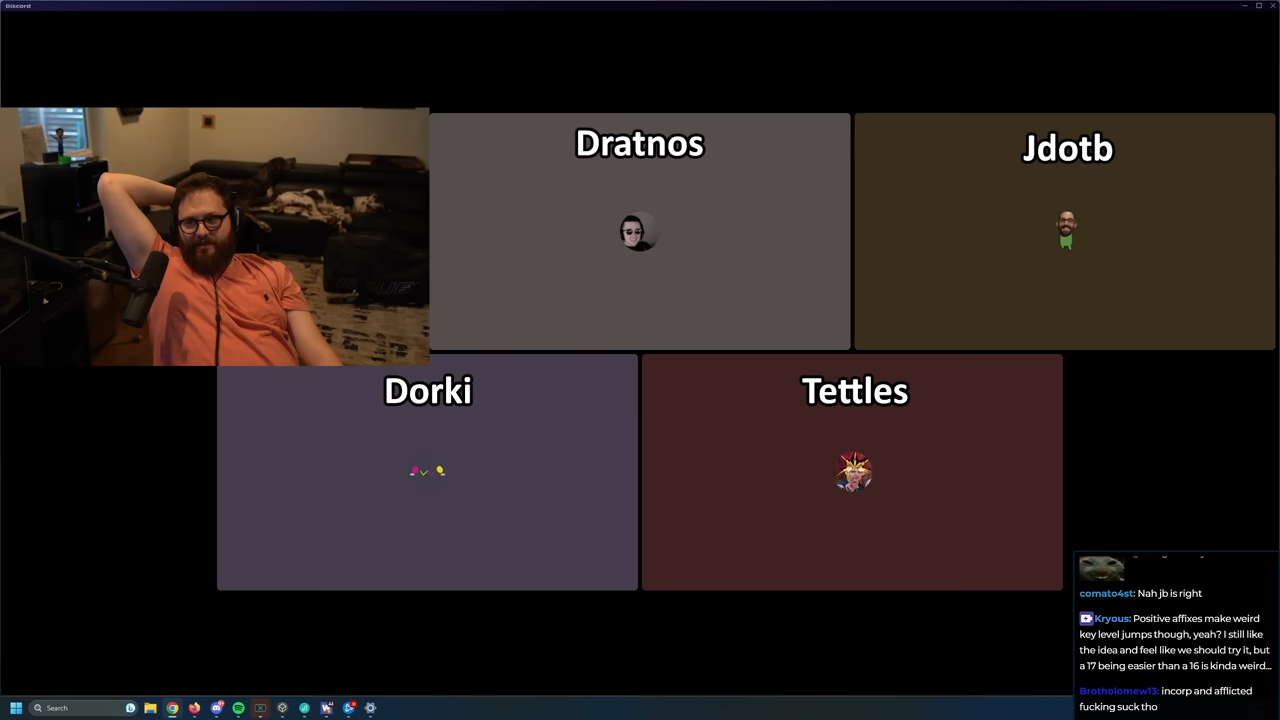 Discord
Dratnos
Jdotb
Dorki
Tettles
comato4st: Nah jb is right
Kryous: Positive affixes make weird
key level jumps though, yeah? I still like
the idea and feel like we should try it, but
a 17 being easier than a 16 is kinda weird...
Brotholomew13: incorp and afflicted
fucking suck tho
Search